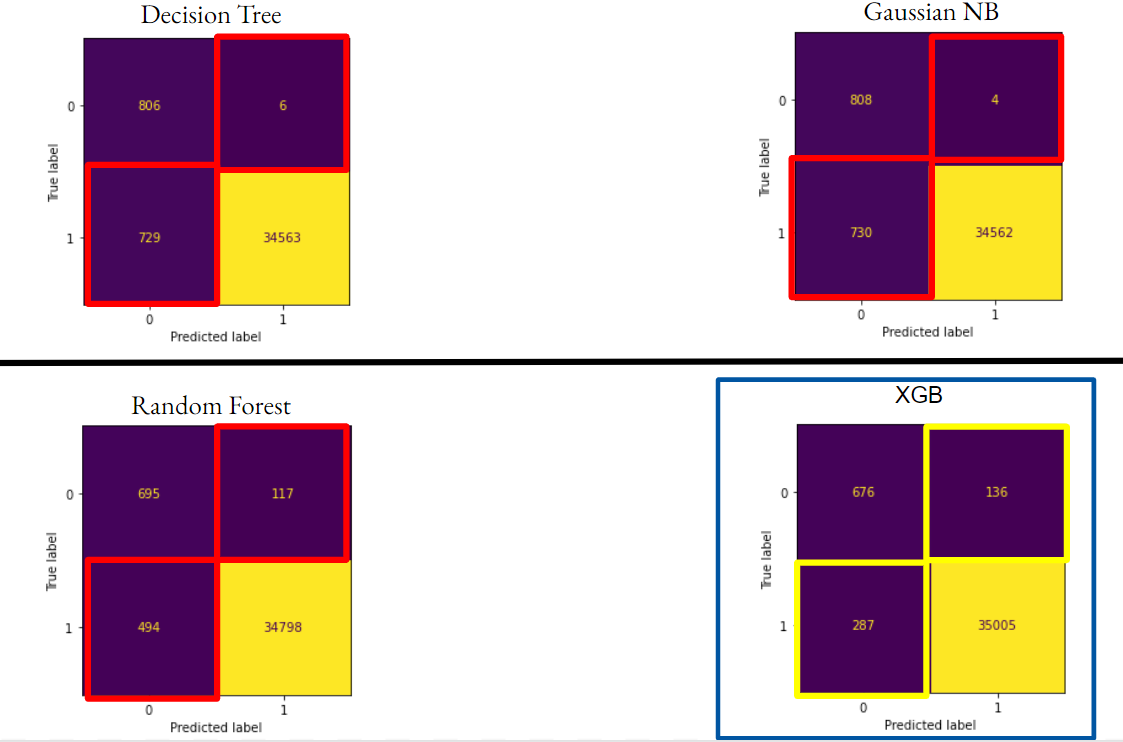 Decision Tree
Gaussian NB
True label
0
806
6
1
729
34563
0
1
Predicted label
True label
0
808
4
1
730
34562
0
1
Predicted label
Random Forest
XGB
True label
0
695
117
1
494
34798
0
1
Predicted label
True label
0
676
136
1
287
35005
0
1
Predicted label